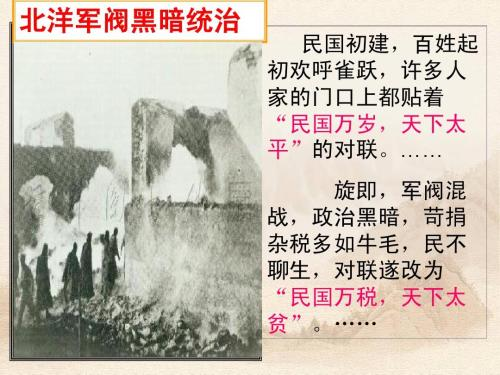 北洋军阀黑暗统治
民国初建，百姓起
初欢呼雀跃，许多人
家的门口上都贴着
“民国万岁，天下太
平”的对联。……
旋即，军阀混
战，政治黑暗，苛捐
杂税多如牛毛，民不
聊生，对联遂改为
“民国万税，天下太
贫”。……